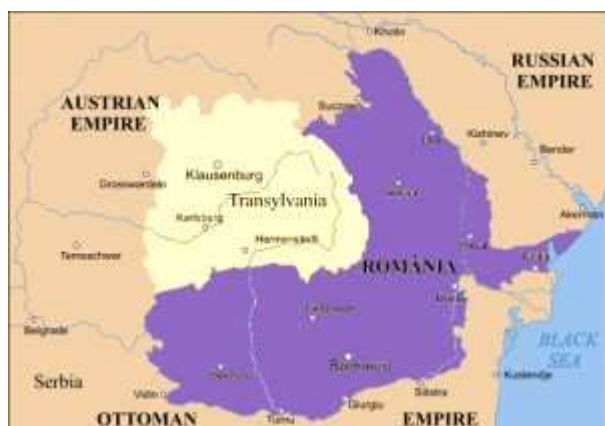 Khotin
RUSSIAN
EMPIRE
AUSTRIAN
EMPIRE
Suczawa
Kishinev
Bender
Klausenburg
Grosswardein
Transylvania
Akerman
Karlsburg
Hermannstadt
Temeschwar
ROMÂNIA
Belgrade
BLACK
SEA
Bucharest
Serbia
Kustendje
Vidin
Silistra
Giurgiu
OTTOMAN
Turnu
EMPIRE